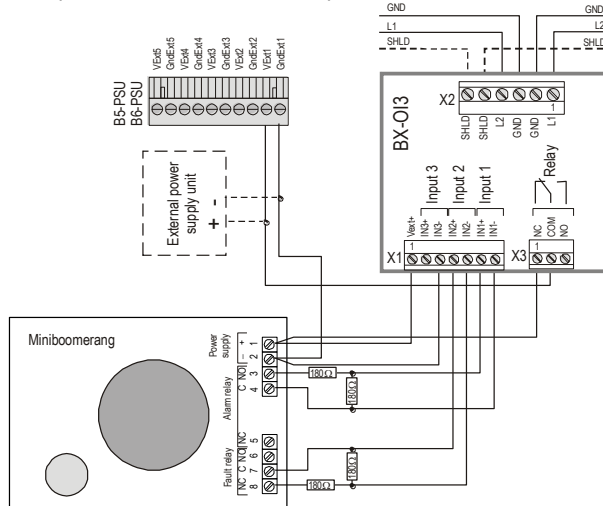 GND
L1
SHLD
GND
L2
SHLD
VExt5
GndExt5
VExt4
GndExt4
VExt3
GndExt3
VExt2
GndExt2
VExt1
GndExt1
B5-PSU
B6-PSU
External power
supply unit
+ -
BX-OI3
X2
1
SHLD
SHLD
L2
GND
GND
L1
Input 3
Input 2
Input 1
Relay
Vext+
IN3+
IN3-
IN2+
IN2-
IN1+
IN1-
NC
COM
NO
X1
1
X3
1
Miniboomerang
Power
supply
+
–
1
2
Alarm relay
NO
C
3
4
180Ω
180Ω
Fault relay
NC
NO
C
NC
C
5
6
7
8
180Ω
180Ω